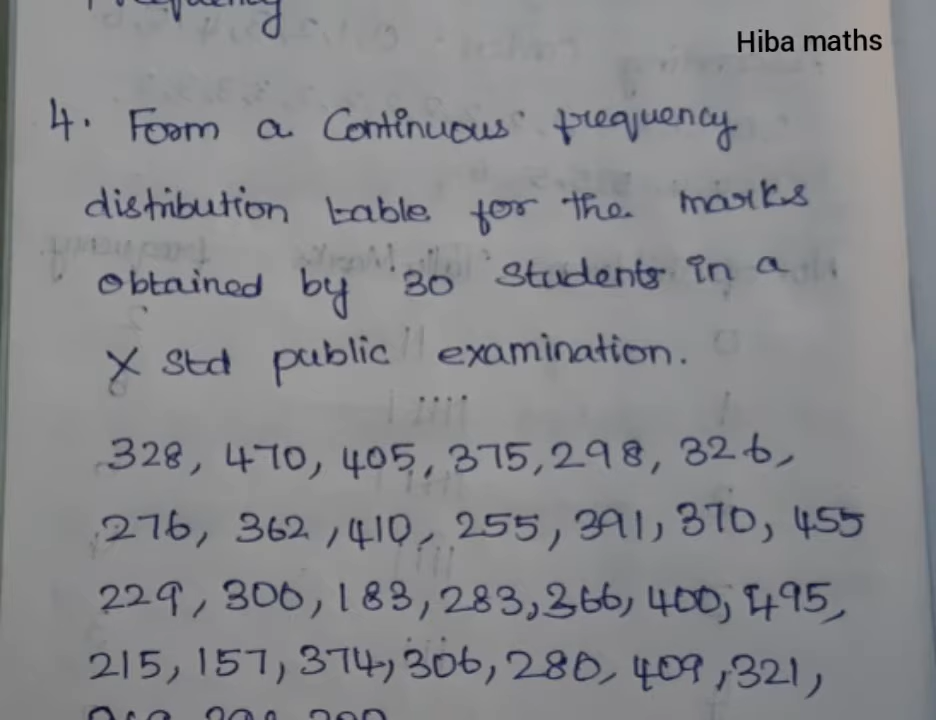 Hiba maths
4. Form a Continuous frequency
distribution table for the marks
obtained by 30 students in a
X std public examination.
328, 470, 405, 375, 298, 326,
276, 362, 410, 255, 391, 370, 455
229, 300, 183, 283, 366, 400, 495,
215, 157, 374, 306, 280, 409, 321,